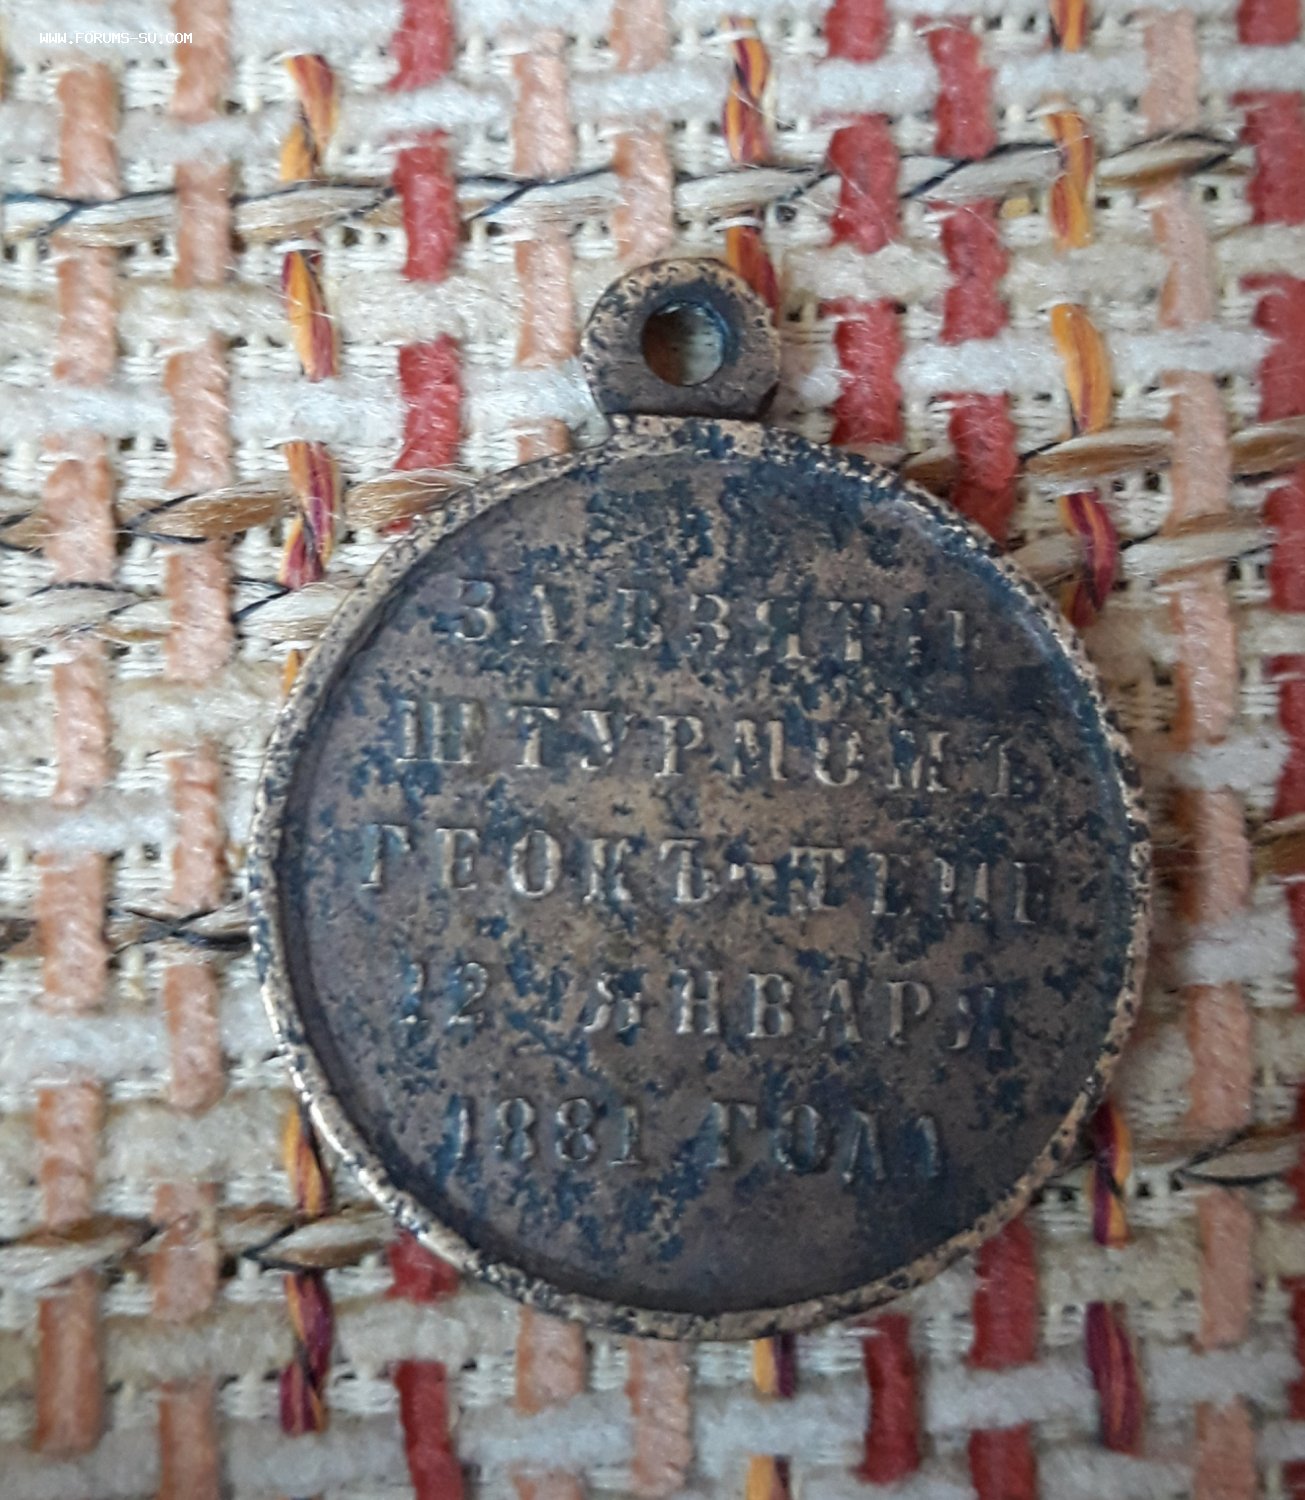 WWW.FORUMS-SU.COM
ЗА ВЗЯТІЕ
ШТУРМОМЪ
ГЕОКЪ-ТЕПЕ
12 ЯНВАРЯ
1881 ГОДА